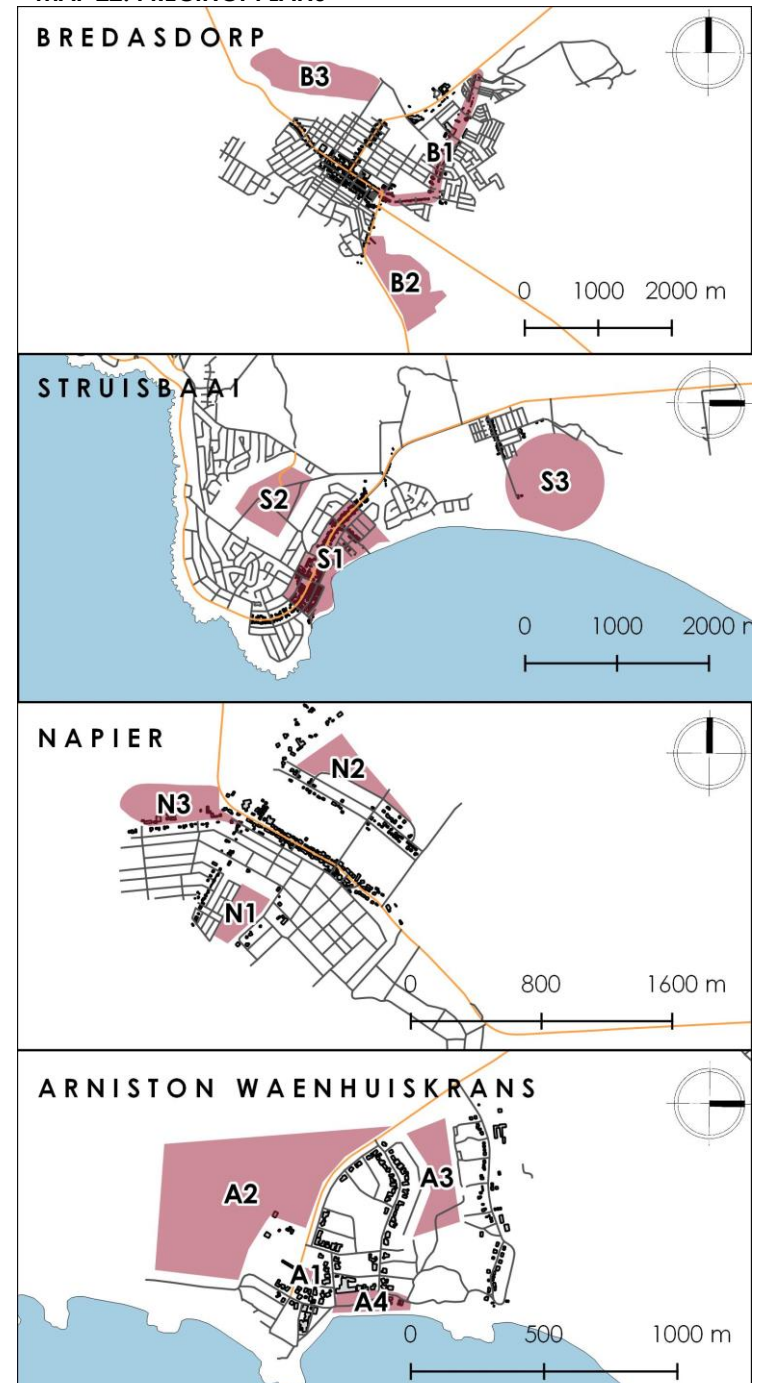 BREDASDORP
B3
B1
B2
0 1000 2000 m
STRUISBAAI
S2
S3
S1
0 1000 2000 m
NAPIER
N2
N3
N1
0 800 1600 m
ARNISTON WAENHUISKRANS
A3
A2
A1
A4
0 500 1000 m